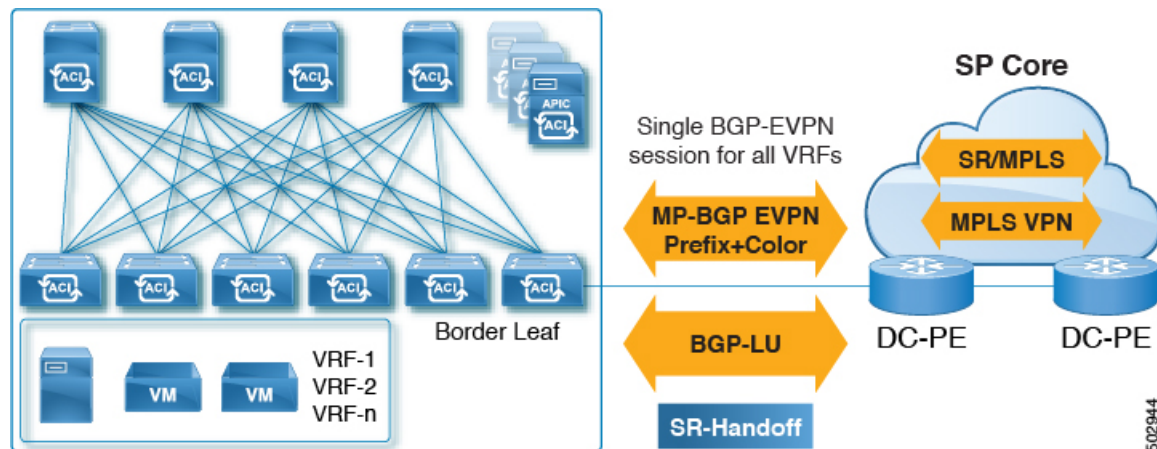 ACI
ACI
ACI
ACI
APIC
ACI
ACI
ACI
ACI
ACI
ACI
ACI
Border Leaf
VM
VM
VRF-1
VRF-2
VRF-n
Single BGP-EVPN
session for all VRFs
MP-BGP EVPN
Prefix+Color
BGP-LU
SR-Handoff
SP Core
SR/MPLS
MPLS VPN
DC-PE
DC-PE
502944